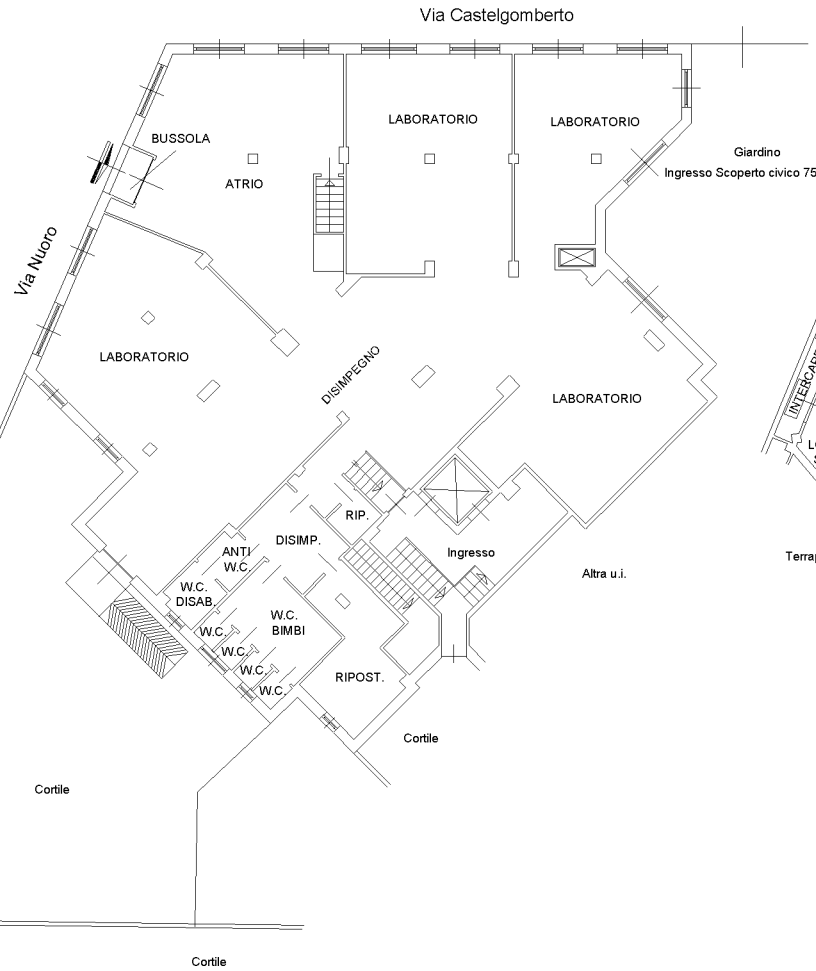 Via Castelgomberto
LABORATORIO
LABORATORIO
BUSSOLA
Giardino
Ingresso Scoperto civico 75
ATRIO
Via Nuoro
LABORATORIO
DISIMPEGNO
LABORATORIO
RIP.
DISIMP.
ANTI
W.C.
Ingresso
Altra u.i.
W.C.
DISAB.
W.C.
BIMBI
W.C.
W.C.
W.C.
W.C.
RIPOST.
Cortile
Cortile
Cortile